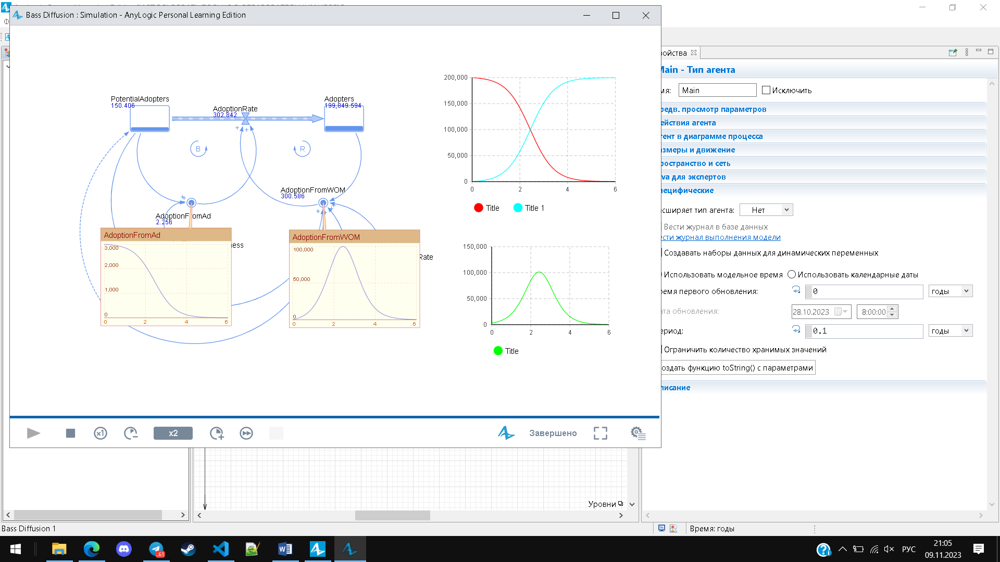 Bass Diffusion : Simulation - AnyLogic Personal Learning Edition
PotentialAdopters
150.406
AdoptionRate
302.842
Adopters
199,849.594
B
R
AdoptionFromWOM
300.586
AdoptionFromAd
2.256
AdoptionFromAd
3,000
2,000
1,000
0
0 2 4 6
ess
AdoptionFromWOM
100,000
50,000
0
0 2 4 6
Rate
200,000
150,000
100,000
50,000
0
0 2 4 6
Title Title 1
150,000
100,000
50,000
0
0 2 4 6
Title
x1
x2
Завершено
Уровни
Bass Diffusion 1
войства
Main - Тип агента
мя: Main Исключить
редв. просмотр параметров
ействия агента
гент в диаграмме процесса
змеры и движение
ространство и сеть
va для экспертов
пецифические
сширяет тип агента: Нет
Вести журнал в базе данных
ести журнал выполнения модели
Создавать наборы данных для динамических переменных
Использовать модельное время Использовать календарные даты
ремя первого обновления: 0 годы
ата обновления: 28.10.2023 8:00:00
ериод: 0.1 годы
Ограничить количество хранимых значений
оздать функцию toString() с параметрами
писание
Время: годы
61
РУС
21:05
09.11.2023